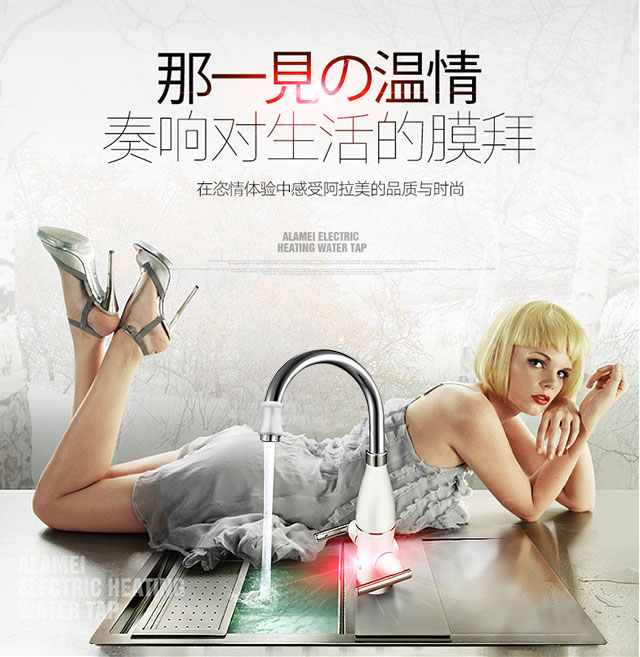 那一見の温情
奏响对生活的膜拜
在恣情体验中感受阿拉美的品质与时尚
ALAMEI ELECTRIC
HEATING WATER TAP
ALAMEI
ELECTRIC HEATING
WATER TAP